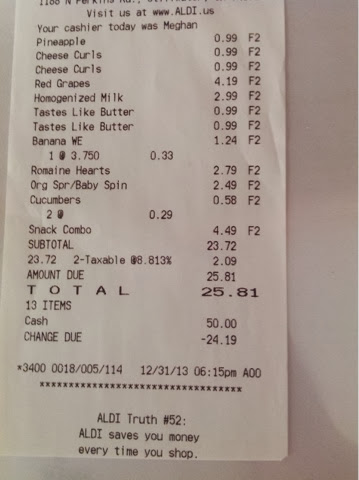 1188 N Perkins Rd.,
Visit us at www.ALDI.us
Your cashier today was Meghan
Pineapple 0.99 F2
Cheese Curls 0.99 F2
Cheese Curls 0.99 F2
Red Grapes 4.19 F2
Homogenized Milk 2.99 F2
Tastes Like Butter 0.99 F2
Tastes Like Butter 0.99 F2
Banana WE 1.24 F2
1 @ 3.750 0.33
Romaine Hearts 2.79 F2
Org Spr/Baby Spin 2.49 F2
Cucumbers 0.58 F2
2 @ 0.29
Snack Combo 4.49 F2
SUBTOTAL 23.72
23.72 2-Taxable @8.813% 2.09
AMOUNT DUE 25.81
TOTAL 25.81
13 ITEMS
Cash 50.00
CHANGE DUE -24.19
*3400 0018/005/114 12/31/13 06:15pm A00
***********************************
ALDI Truth #52:
ALDI saves you money
every time you shop.